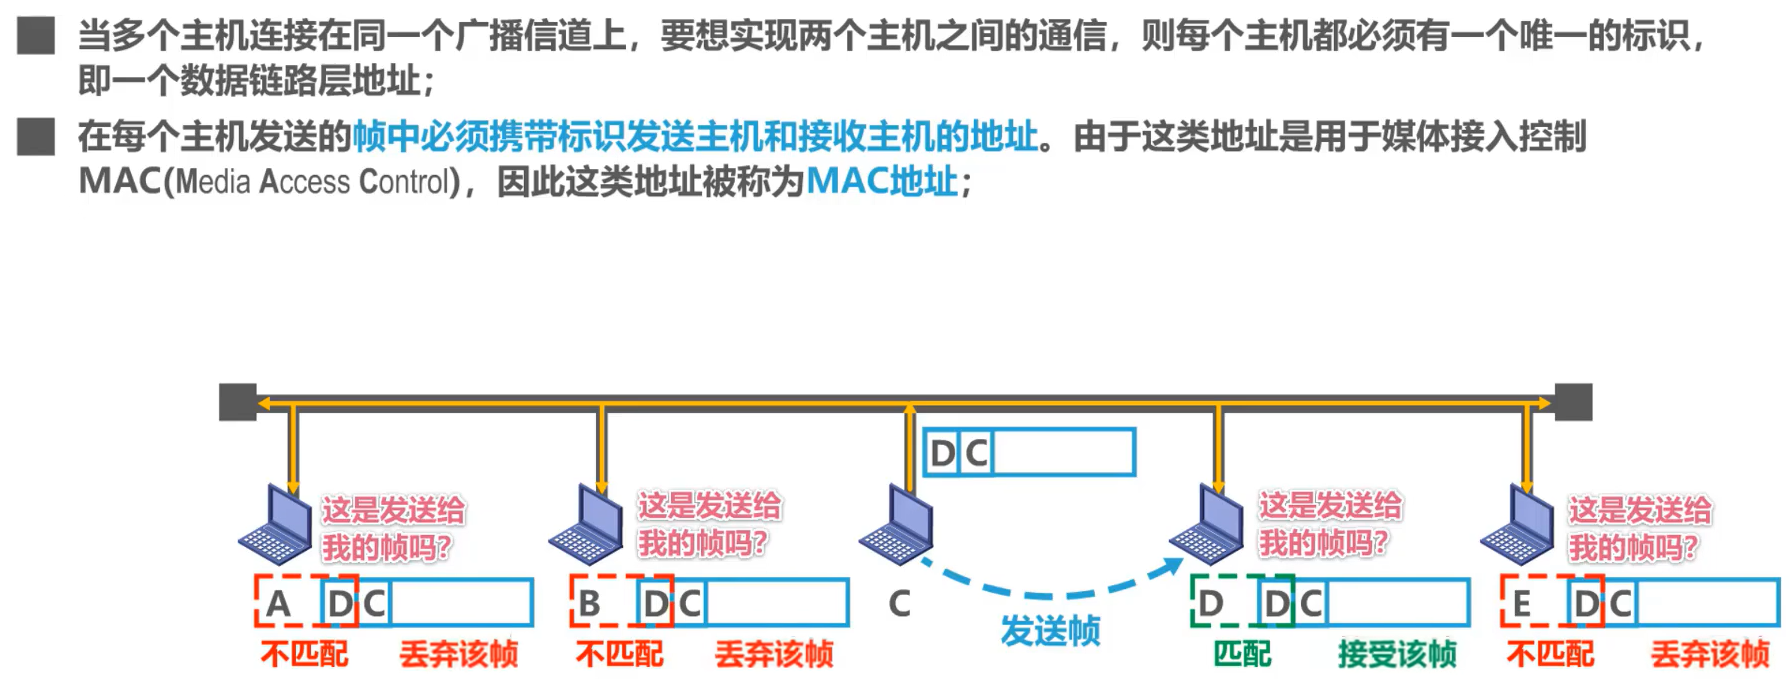 当多个主机连接在同一个广播信道上，要想实现两个主机之间的通信，则每个主机都必须有一个唯一的标识，
即一个数据链路层地址；
在每个主机发送的帧中必须携带标识发送主机和接收主机的地址。由于这类地址是用于媒体接入控制
MAC(Media Access Control)，因此这类地址被称为MAC地址；
D C
这是发送给
我的帧吗?
这是发送给
我的帧吗?
这是发送给
我的帧吗?
这是发送给
我的帧吗?
A D C
B D C
C
D D C
E D C
发送帧
不匹配 丢弃该帧
不匹配 丢弃该帧
匹配 接受该帧
不匹配 丢弃该帧